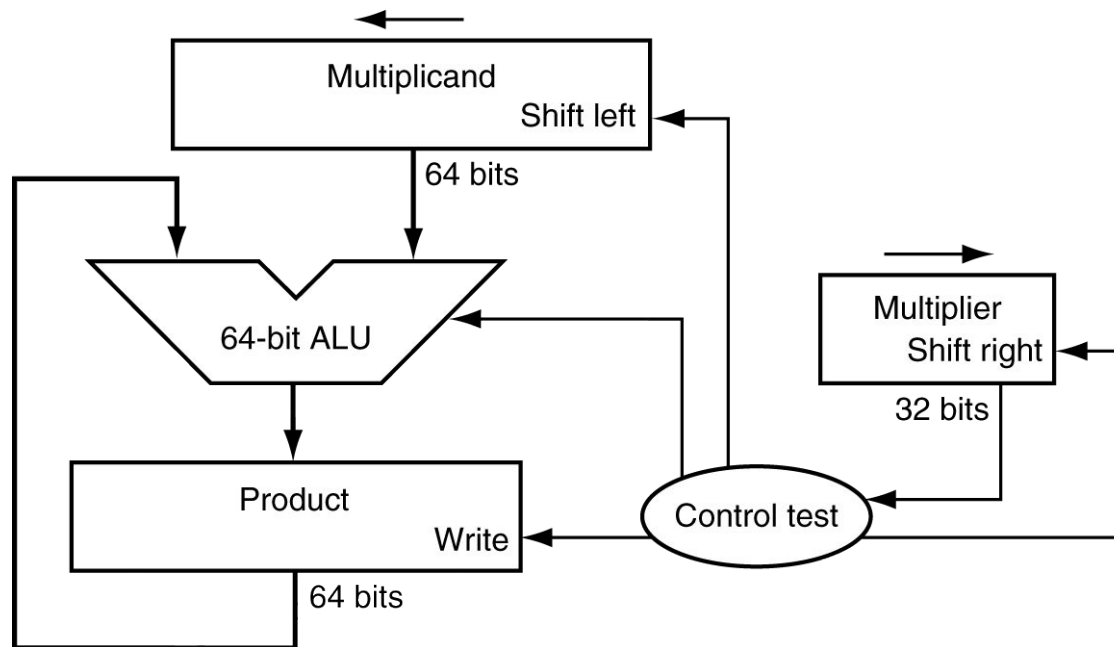 Multiplicand
Shift left
64 bits
64-bit ALU
Multiplier
Shift right
32 bits
Product
Write
Control test
64 bits